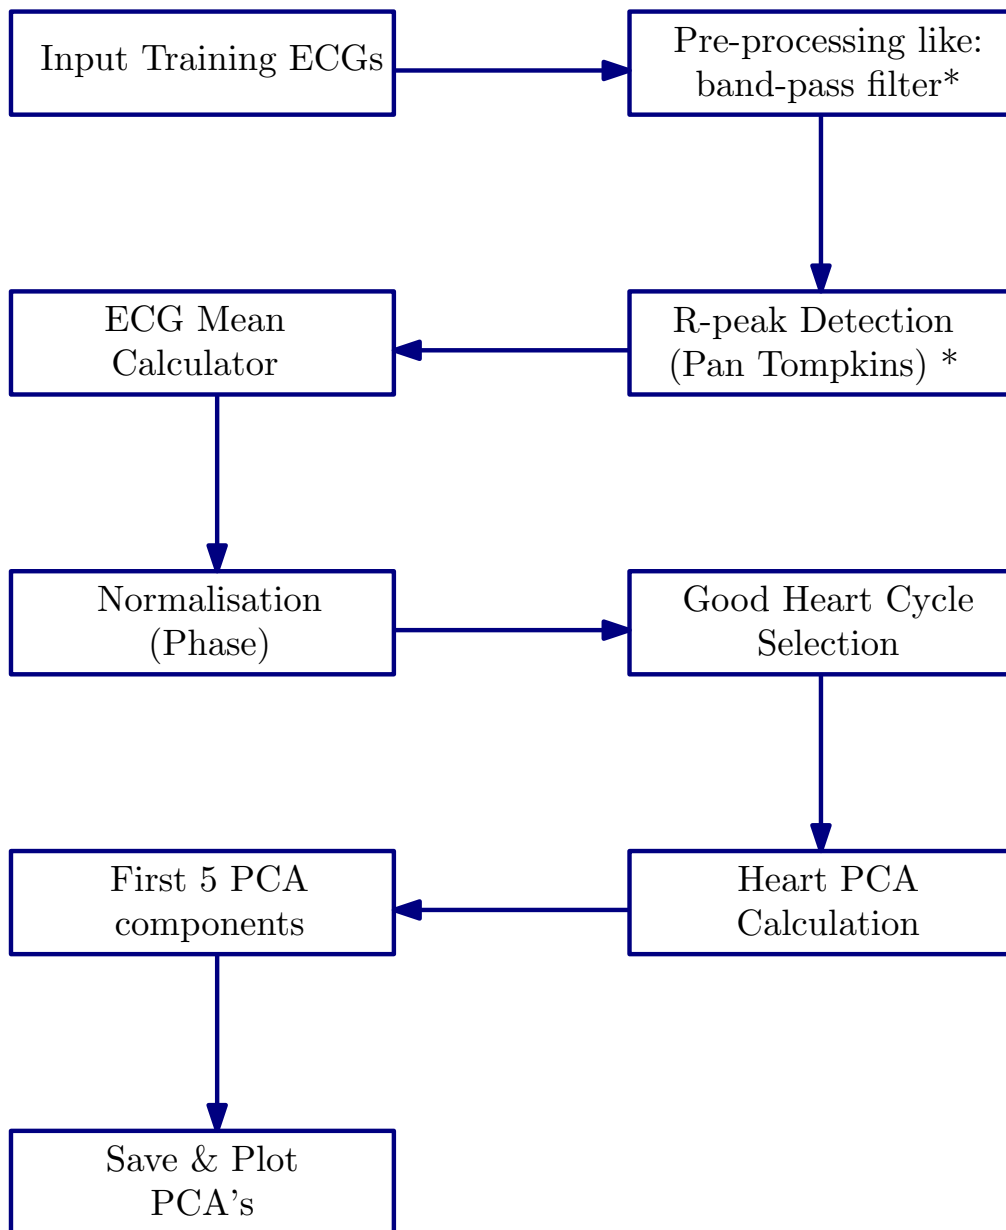 Input Training ECGs
Pre-processing like:
band-pass filter*
R-peak Detection
(Pan Tompkins) *
ECG Mean
Calculator
Normalisation
(Phase)
Good Heart Cycle
Selection
Heart PCA
Calculation
First 5 PCA
components
Save & Plot
PCA's